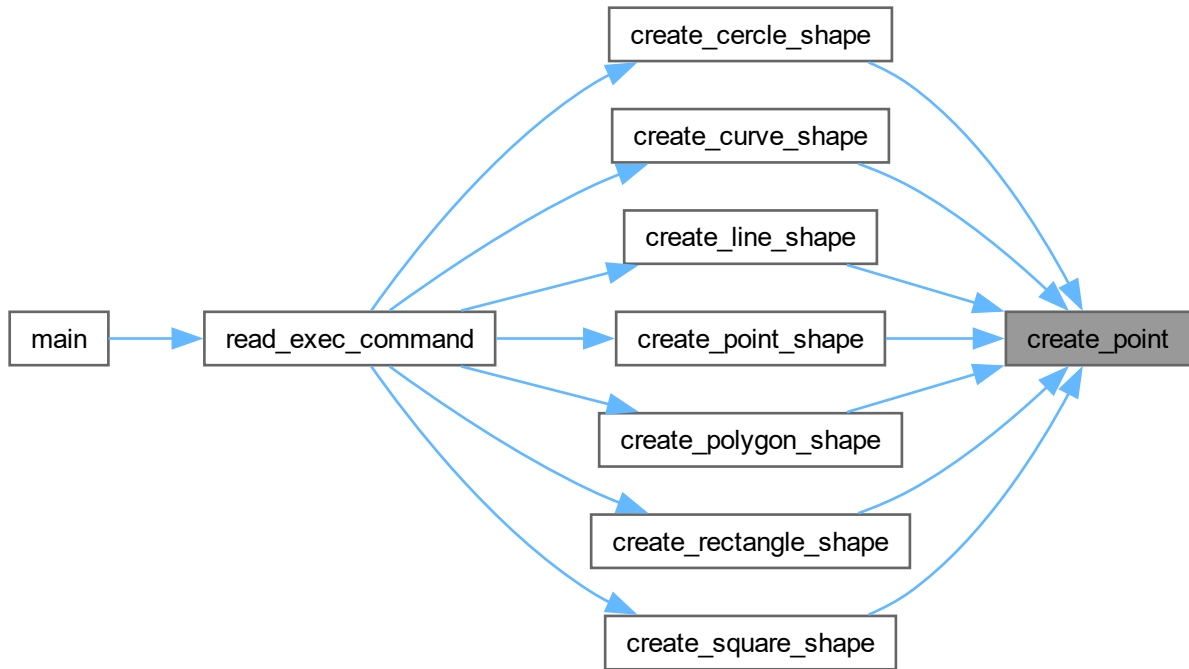 create_cercle_shape
create_curve_shape
create_line_shape
main
read_exec_command
create_point_shape
create_point
create_polygon_shape
create_rectangle_shape
create_square_shape